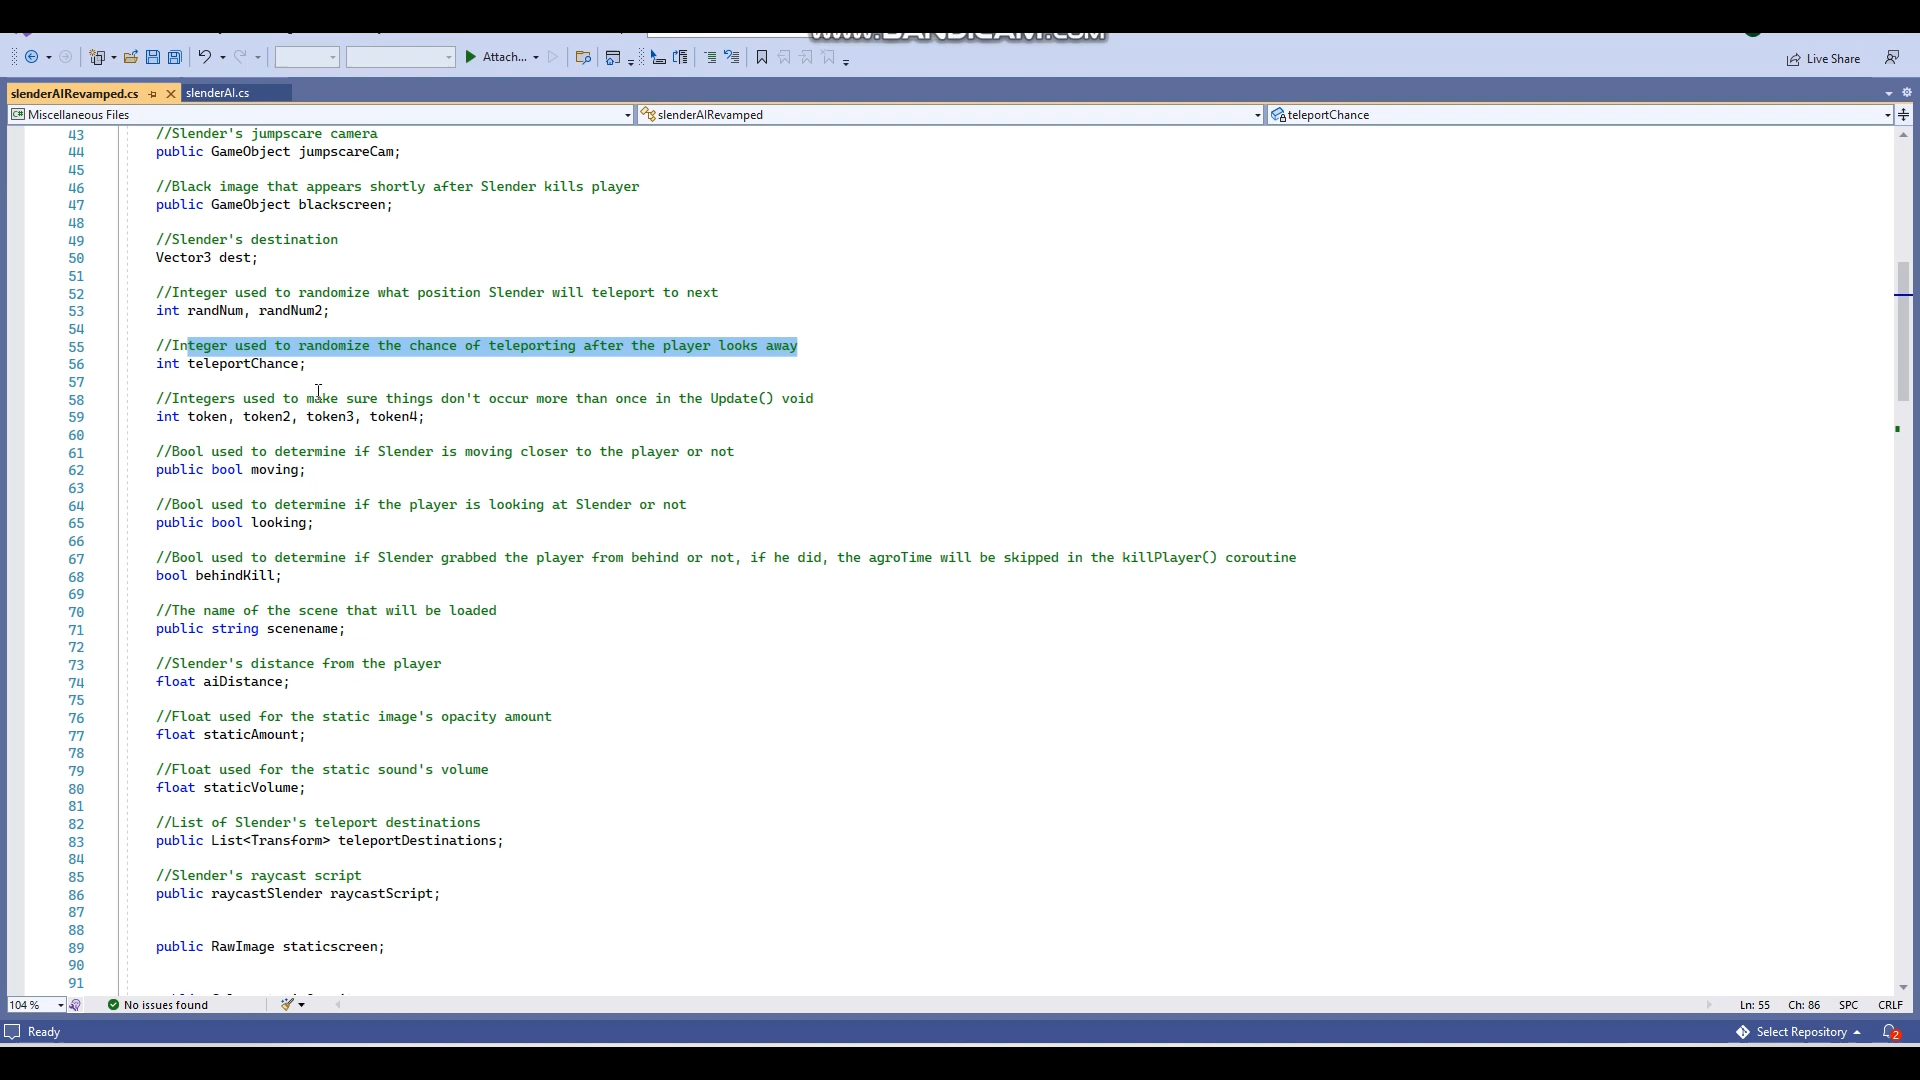 Attach...
Live Share
slenderAIRevamped.cs
slenderAI.cs
C# Miscellaneous Files
slenderAIRevamped
teleportChance
43 //Slender's jumpscare camera
44 public GameObject jumpscareCam;
45
46 //Black image that appears shortly after Slender kills player
47 public GameObject blackscreen;
48
49 //Slender's destination
50 Vector3 dest;
51
52 //Integer used to randomize what position Slender will teleport to next
53 int randNum, randNum2;
54
55 //Integer used to randomize the chance of teleporting after the player looks away
56 int teleportChance;
57
58 //Integers used to make sure things don't occur more than once in the Update() void
59 int token, token2, token3, token4;
60
61 //Bool used to determine if Slender is moving closer to the player or not
62 public bool moving;
63
64 //Bool used to determine if the player is looking at Slender or not
65 public bool looking;
66
67 //Bool used to determine if Slender grabbed the player from behind or not, if he did, the agroTime will be skipped in the killPlayer() coroutine
68 bool behindKill;
69
70 //The name of the scene that will be loaded
71 public string scenename;
72
73 //Slender's distance from the player
74 float aiDistance;
75
76 //Float used for the static image's opacity amount
77 float staticAmount;
78
79 //Float used for the static sound's volume
80 float staticVolume;
81
82 //List of Slender's teleport destinations
83 public List<Transform> teleportDestinations;
84
85 //Slender's raycast script
86 public raycastSlender raycastScript;
87
88
89 public RawImage staticscreen;
90
91
104 %
No issues found
Ln: 55 Ch: 86 SPC CRLF
Ready
Select Repository
2